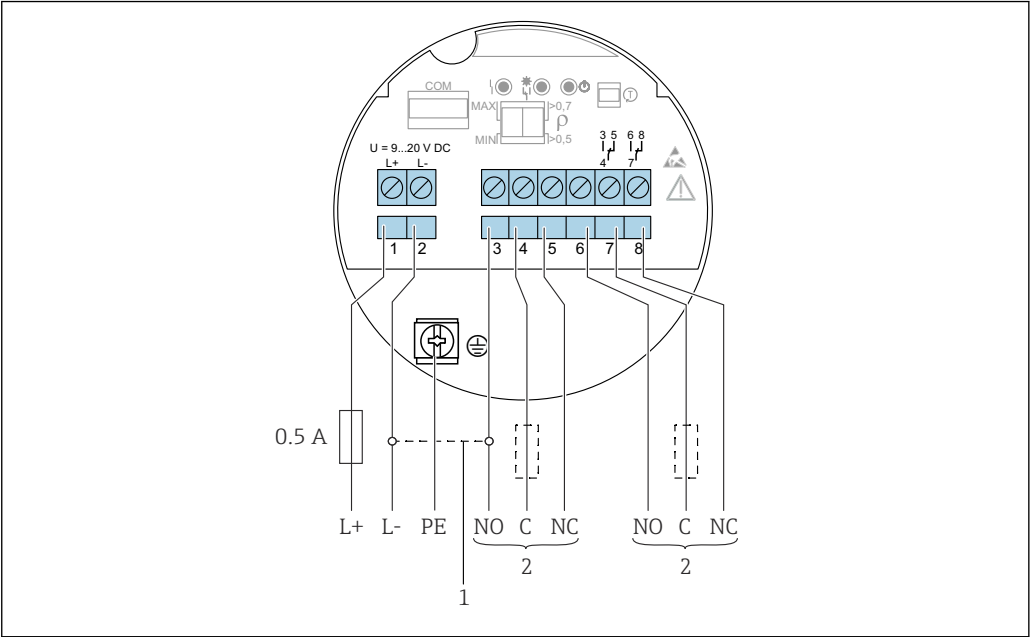 COM
MAX >0,7
ρ
MIN >0,5
T
U = 9...20 V DC
L+ L-
3 5 6 8
4 7
1 2 3 4 5 6 7 8
0.5 A
L+ L- PE NO C NC NO C NC
2 2
1